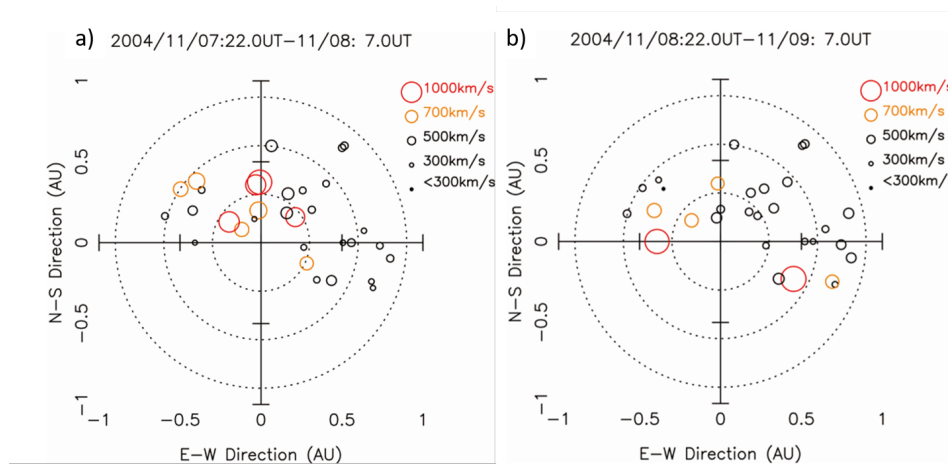 a) 2004/11/07:22.0UT−11/08: 7.0UT
1000km/s
700km/s
500km/s
300km/s
<300km/s
N−S Direction (AU)
1
0.5
0
−0.5
−1
−1 −0.5 0 0.5 1
E−W Direction (AU)
b) 2004/11/08:22.0UT−11/09: 7.0UT
1000km/s
700km/s
500km/s
300km/s
<300km/
N−S Direction (AU)
1
0.5
0
−0.5
−1
−1 −0.5 0 0.5 1
E−W Direction (AU)